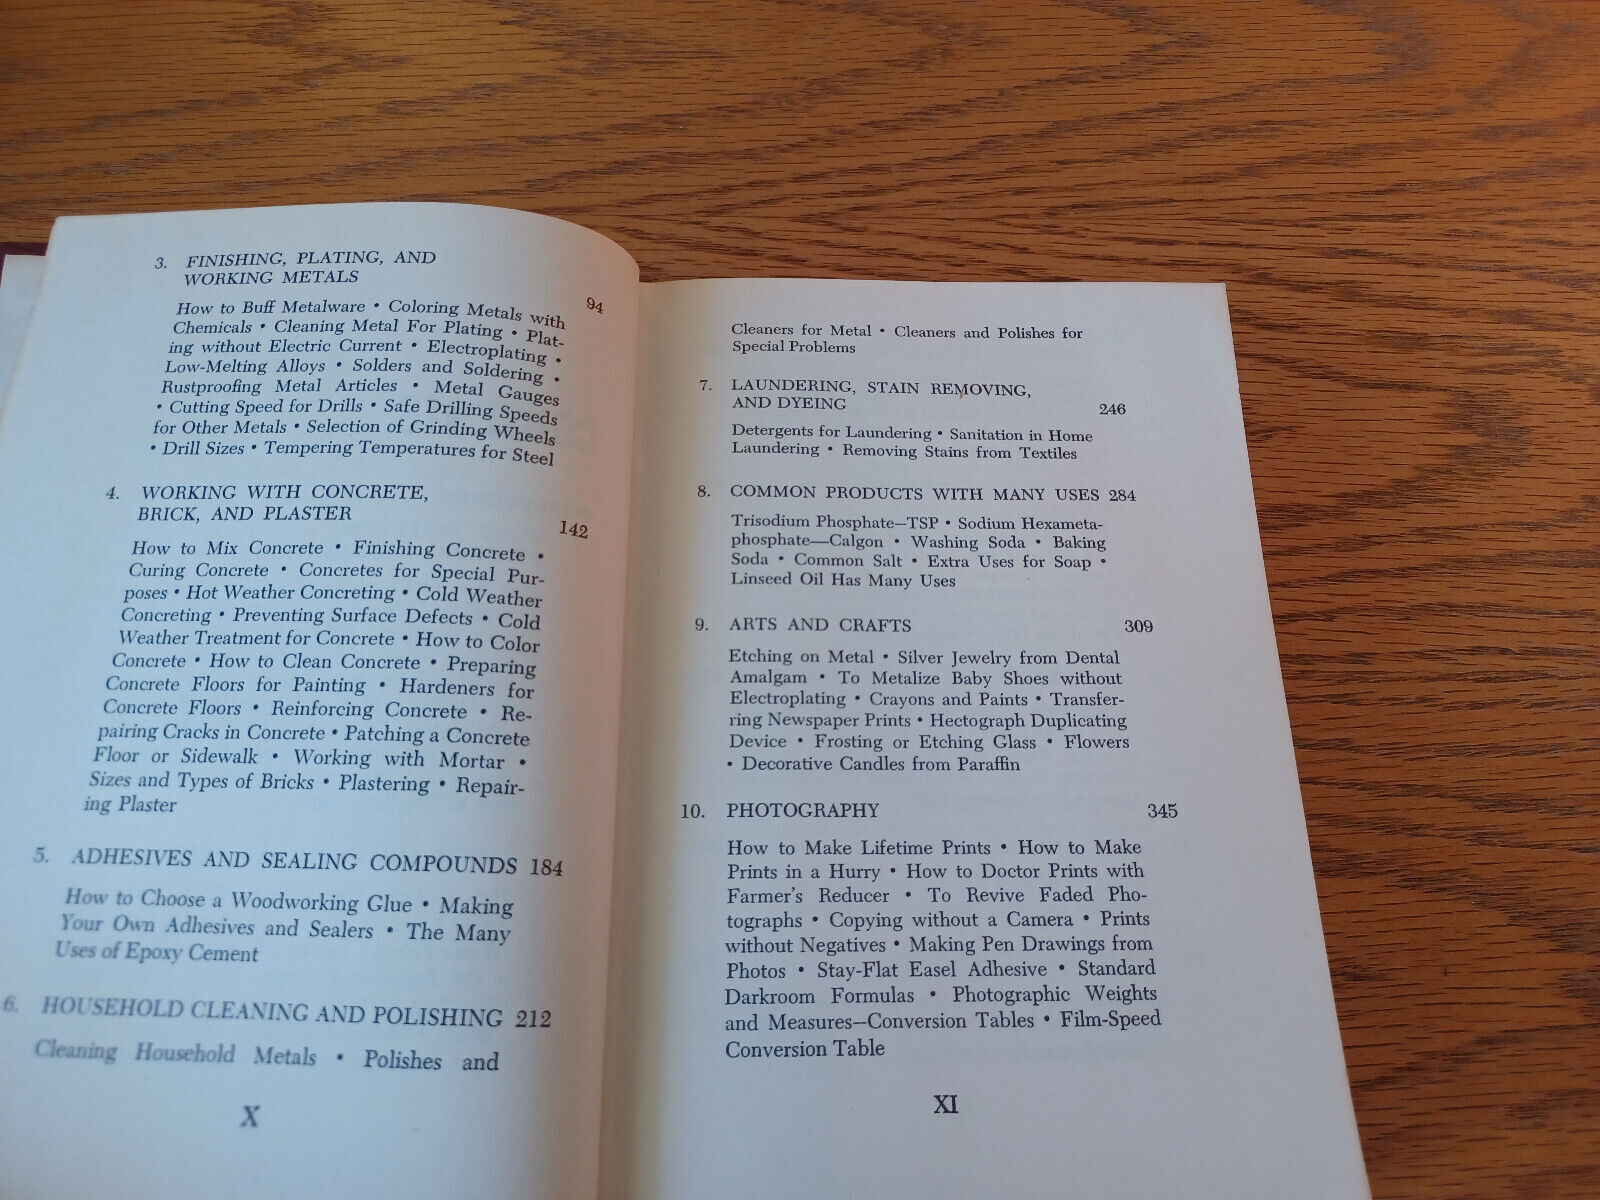 3. FINISHING, PLATING, AND
WORKING METALS
94
How to Buff Metalware • Coloring Metals with
Chemicals • Cleaning Metal For Plating • Plat-
ing without Electric Current • Electroplating •
Low-Melting Alloys • Solders and Soldering •
Rustproofing Metal Articles • Metal Gauges
• Cutting Speed for Drills • Safe Drilling Speeds
for Other Metals • Selection of Grinding Wheels
• Drill Sizes • Tempering Temperatures for Steel
4. WORKING WITH CONCRETE,
BRICK, AND PLASTER
142
How to Mix Concrete • Finishing Concrete •
Curing Concrete • Concretes for Special Pur-
poses • Hot Weather Concreting • Cold Weather
Concreting • Preventing Surface Defects • Cold
Weather Treatment for Concrete • How to Color
Concrete • How to Clean Concrete • Preparing
Concrete Floors for Painting • Hardeners for
Concrete Floors • Reinforcing Concrete • Re-
pairing Cracks in Concrete • Patching a Concrete
Floor or Sidewalk • Working with Mortar •
Sizes and Types of Bricks • Plastering • Repair-
ing Plaster
5. ADHESIVES AND SEALING COMPOUNDS 184
How to Choose a Woodworking Glue • Making
Your Own Adhesives and Sealers • The Many
Uses of Epoxy Cement
6. HOUSEHOLD CLEANING AND POLISHING 212
Cleaning Household Metals • Polishes and
X
Cleaners for Metal • Cleaners and Polishes for
Special Problems
7. LAUNDERING, STAIN REMOVING,
AND DYEING 246
Detergents for Laundering • Sanitation in Home
Laundering • Removing Stains from Textiles
8. COMMON PRODUCTS WITH MANY USES 284
Trisodium Phosphate—TSP • Sodium Hexameta-
phosphate—Calgon • Washing Soda • Baking
Soda • Common Salt • Extra Uses for Soap •
Linseed Oil Has Many Uses
9. ARTS AND CRAFTS 309
Etching on Metal • Silver Jewelry from Dental
Amalgam • To Metalize Baby Shoes without
Electroplating • Crayons and Paints • Transfer-
ring Newspaper Prints • Hectograph Duplicating
Device • Frosting or Etching Glass • Flowers
• Decorative Candles from Paraffin
10. PHOTOGRAPHY 345
How to Make Lifetime Prints • How to Make
Prints in a Hurry • How to Doctor Prints with
Farmer's Reducer • To Revive Faded Pho-
tographs • Copying without a Camera • Prints
without Negatives • Making Pen Drawings from
Photos • Stay-Flat Easel Adhesive • Standard
Darkroom Formulas • Photographic Weights
and Measures—Conversion Tables • Film-Speed
Conversion Table
XI